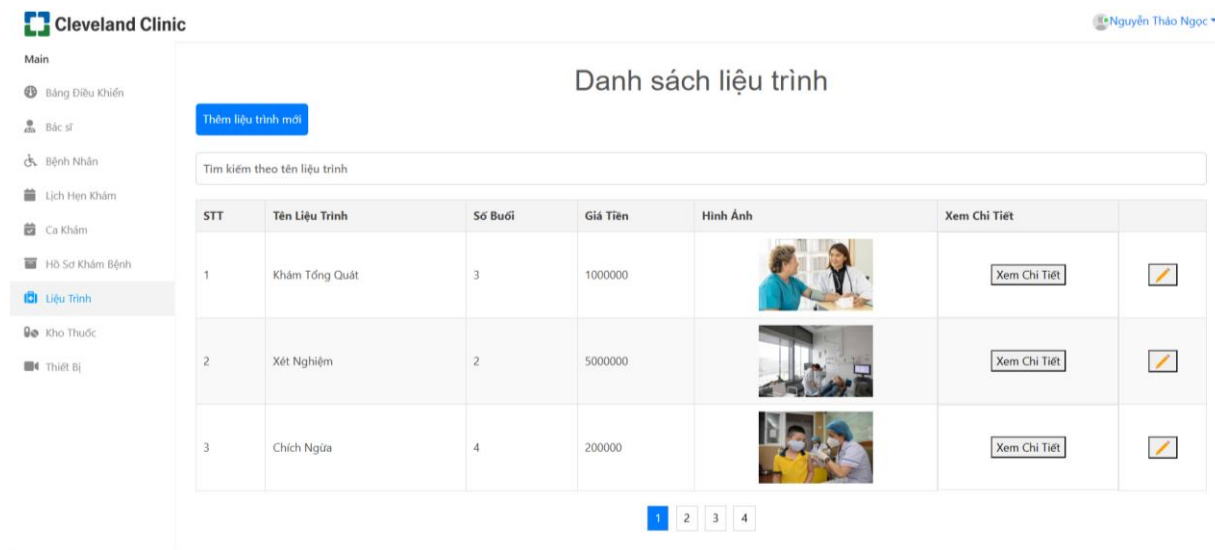 Cleveland Clinic
Nguyễn Thảo Ngọc
Main
Bảng Điều Khiển
Bác sĩ
Bệnh Nhân
Lịch Hẹn Khám
Ca Khám
Hồ Sơ Khám Bệnh
Liệu Trình
Kho Thuốc
Thiết Bị
Danh sách liệu trình
Thêm liệu trình mới
Tìm kiếm theo tên liệu trình
STT Tên Liệu Trình Số Buổi Giá Tiền Hình Ảnh Xem Chi Tiết
1 Khám Tổng Quát 3 1000000 Xem Chi Tiết
2 Xét Nghiệm 2 5000000 Xem Chi Tiết
3 Chích Ngừa 4 200000 Xem Chi Tiết
1 2 3 4